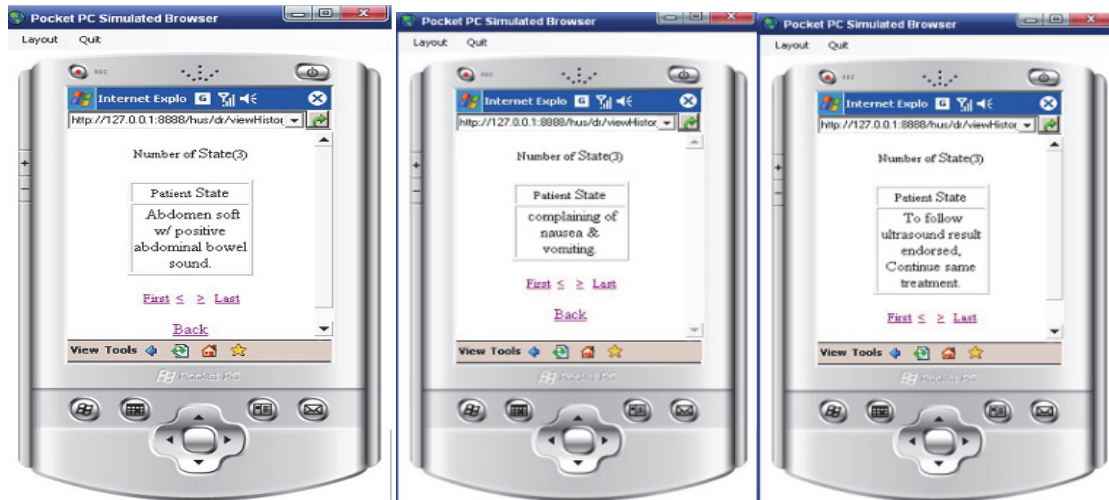 Pocket PC Simulated Browser
Layout Quit
Internet Explo G
http://127.0.0.1:8888/hus/dr/viewHistor
Number of State(3)
Patient State
Abdomen soft
w/ positive
abdominal bowel
sound.
First ≤ ≥ Last
Back
View Tools
Pocket PC
Pocket PC Simulated Browser
Layout Quit
Internet Explo G
http://127.0.0.1:8888/hus/dr/viewHistor
Number of State(3)
Patient State
complaining of
nausea &
vomiting.
First ≤ ≥ Last
Back
View Tools
Pocket PC
Pocket PC Simulated Browser
Layout Quit
Internet Explo G
http://127.0.0.1:8888/hus/dr/viewHistor
Number of State(3)
Patient State
To follow
ultrasound result
endorsed,
Continue same
treatment.
First ≤ ≥ Last
View Tools
Pocket PC